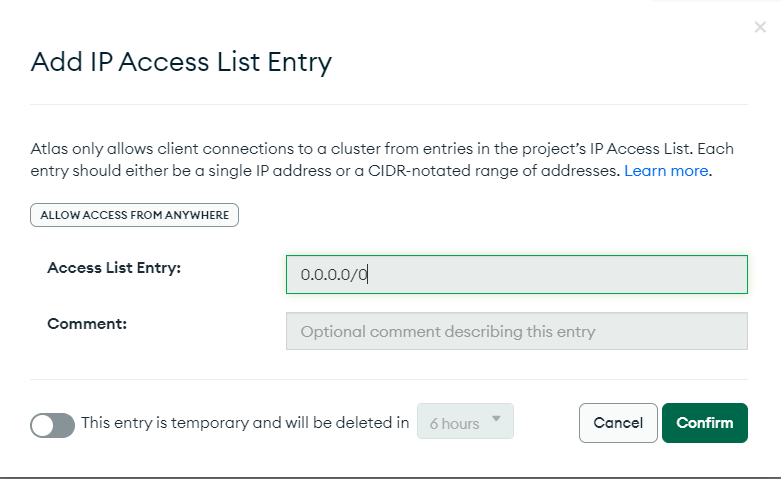 Add IP Access List Entry
Atlas only allows client connections to a cluster from entries in the project's IP Access List. Each
entry should either be a single IP address or a CIDR-notated range of addresses. Learn more.
ALLOW ACCESS FROM ANYWHERE
Access List Entry:
0.0.0.0/0
Comment:
Optional comment describing this entry
This entry is temporary and will be deleted in
6 hours
Cancel
Confirm